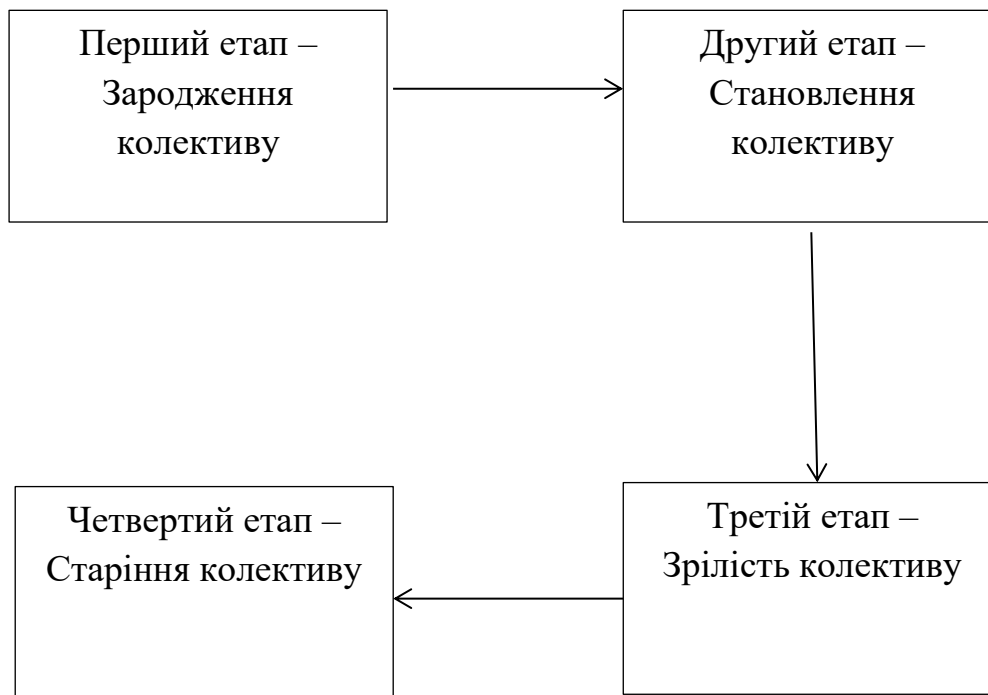 Перший етап –
Зародження
колективу
Другий етап –
Становлення
колективу
Третій етап –
Зрілість колективу
Четвертий етап –
Старіння колективу